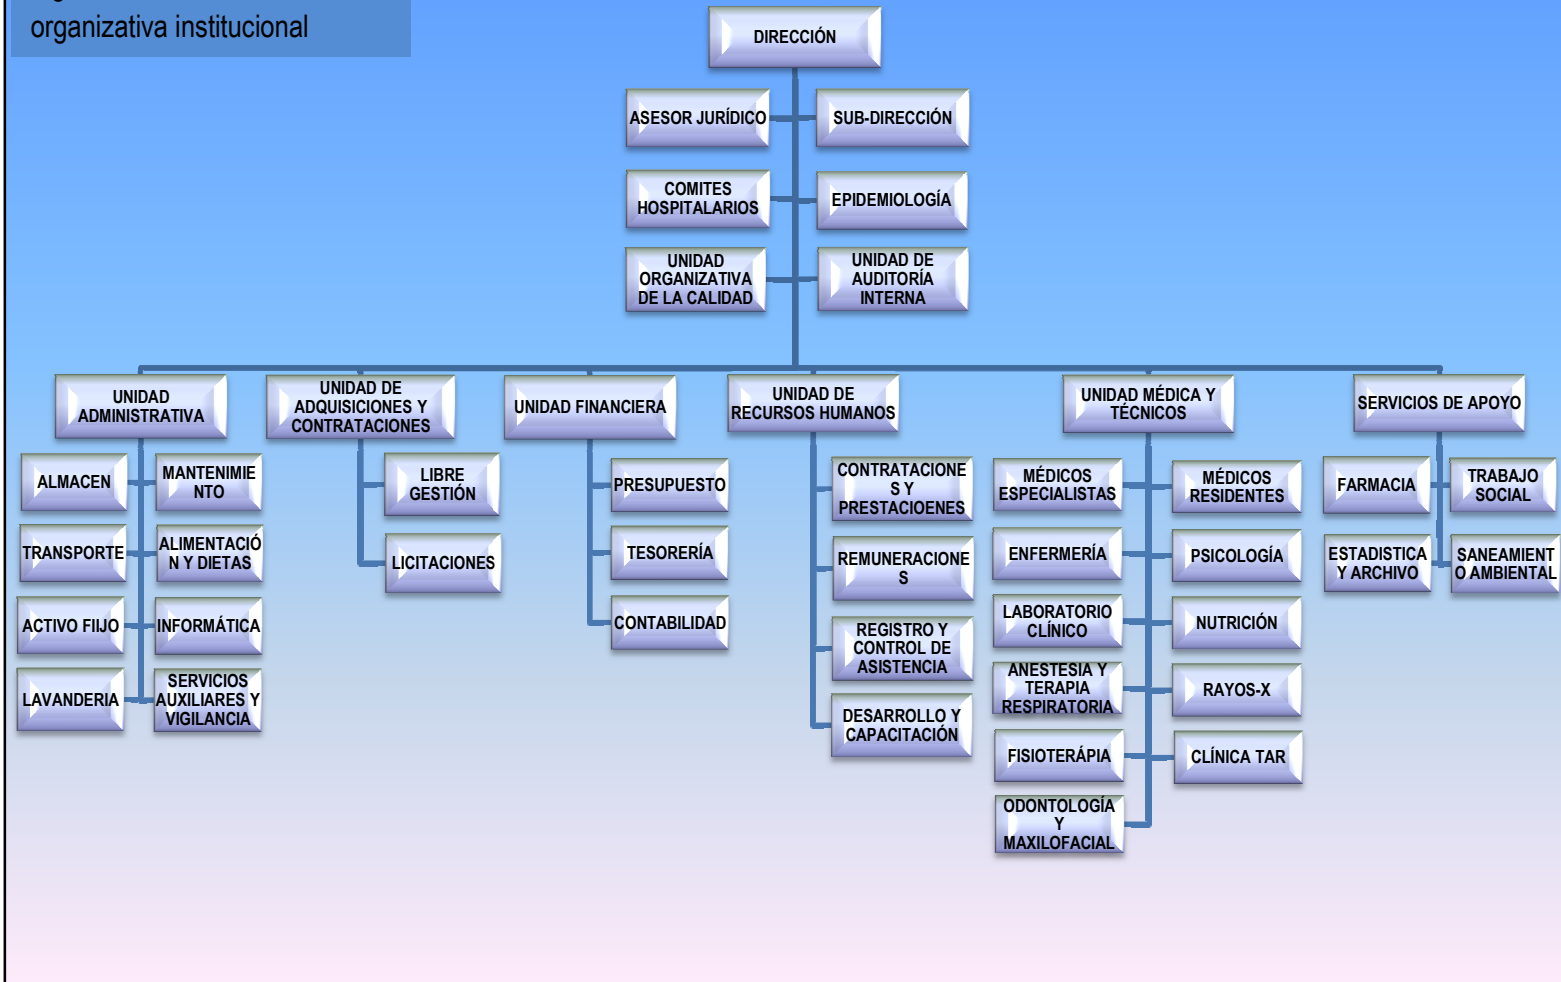 organizativa institucional
DIRECCIÓN
ASESOR JURÍDICO
SUB-DIRECCIÓN
COMITES
HOSPITALARIOS
EPIDEMIOLOGÍA
UNIDAD
ORGANIZATIVA
DE LA CALIDAD
UNIDAD DE
AUDITORÍA
INTERNA
UNIDAD
ADMINISTRATIVA
UNIDAD DE
ADQUISICIONES Y
CONTRATACIONES
UNIDAD FINANCIERA
UNIDAD DE
RECURSOS HUMANOS
UNIDAD MÉDICA Y
TÉCNICOS
SERVICIOS DE APOYO
ALMACEN
MANTENIMIE
NTO
TRANSPORTE
ALIMENTACIÓ
N Y DIETAS
ACTIVO FIIJO
INFORMÁTICA
LAVANDERIA
SERVICIOS
AUXILIARES Y
VIGILANCIA
LIBRE
GESTIÓN
LICITACIONES
PRESUPUESTO
TESORERÍA
CONTABILIDAD
CONTRATACIONE
S Y
PRESTACIOENES
REMUNERACIONE
S
REGISTRO Y
CONTROL DE
ASISTENCIA
DESARROLLO Y
CAPACITACIÓN
MÉDICOS
ESPECIALISTAS
MÉDICOS
RESIDENTES
ENFERMERÍA
PSICOLOGÍA
LABORATORIO
CLÍNICO
NUTRICIÓN
ANESTESIA Y
TERAPIA
RESPIRATORIA
RAYOS-X
FISIOTERÁPIA
CLÍNICA TAR
ODONTOLOGÍA
Y
MAXILOFACIAL
FARMACIA
TRABAJO
SOCIAL
ESTADISTICA
Y ARCHIVO
SANEAMIENT
O AMBIENTAL